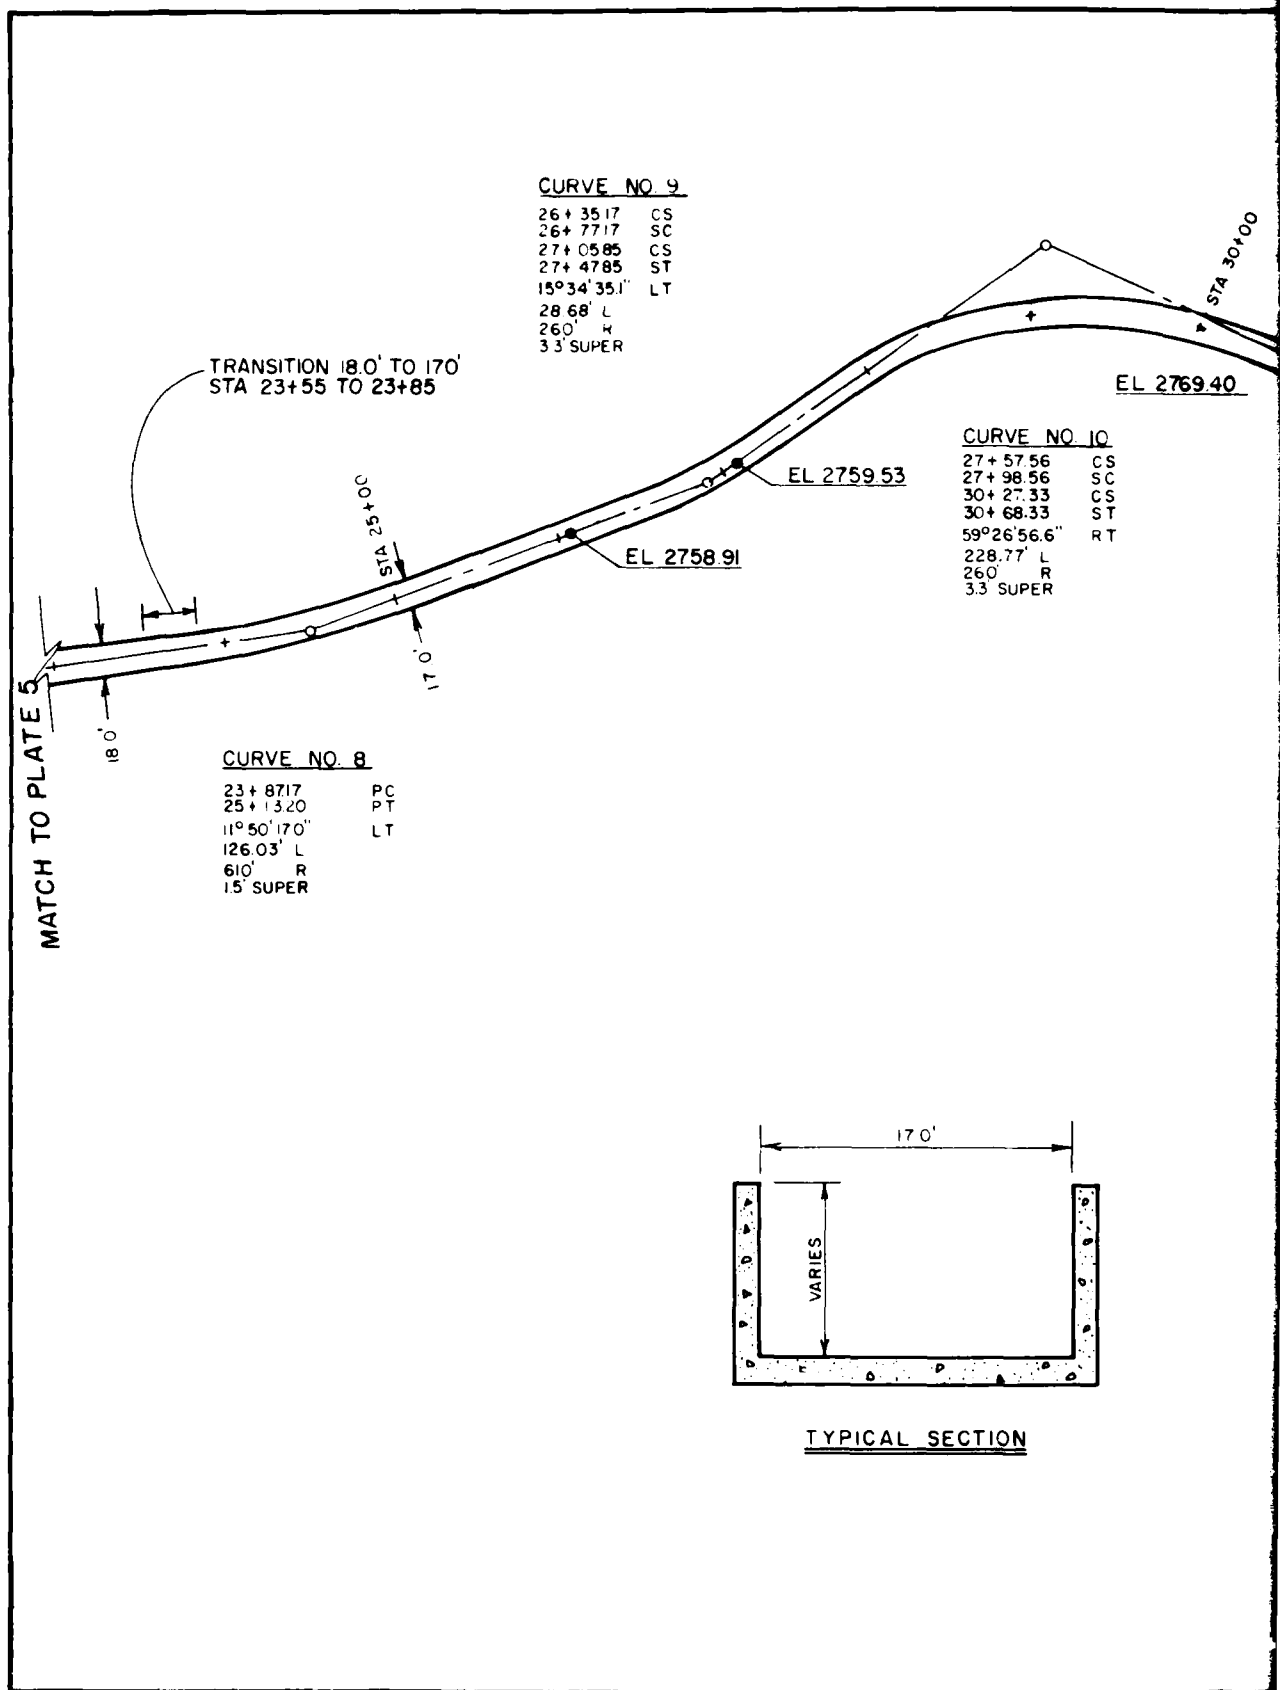 CURVE NO. 9
26+35.17 CS
26+77.17 SC
27+05.85 CS
27+47.85 ST
15°34'35.1" LT
28.68' L
260' R
3.3' SUPER
STA 30+00
TRANSITION 18.0' TO 17.0'
STA 23+55 TO 23+85
EL 2769.40
CURVE NO. 10
27+57.56 CS
27+98.56 SC
30+27.33 CS
30+68.33 ST
59°26'56.6" RT
228.77' L
260' R
3.3' SUPER
EL 2759.53
STA 25+00
EL 2758.91
17.0'
18.0'
MATCH TO PLATE 5
CURVE NO. 8
23+87.17 PC
25+13.20 PT
11°50'17.0" LT
126.03' L
610' R
1.5' SUPER
17.0'
VARIES
TYPICAL SECTION